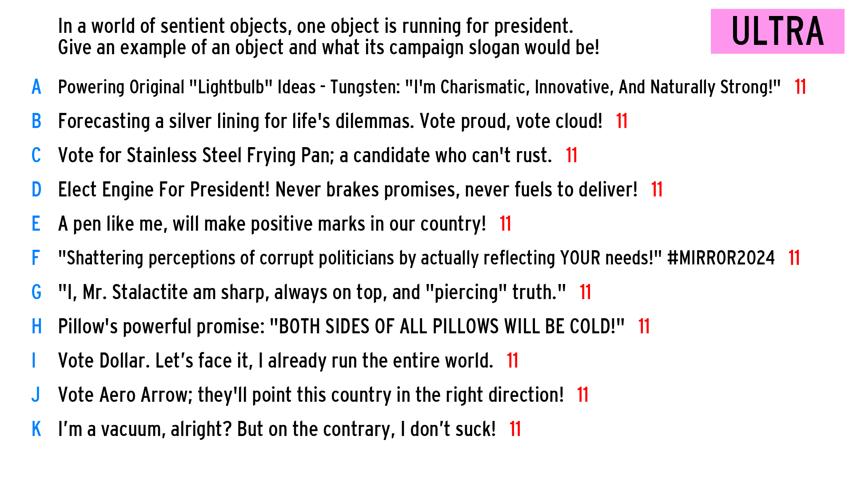 In a world of sentient objects, one object is running for president.
Give an example of an object and what its campaign slogan would be!
ULTRA
A Powering Original "Lightbulb" Ideas - Tungsten: "I'm Charismatic, Innovative, And Naturally Strong!" 11
B Forecasting a silver lining for life's dilemmas. Vote proud, vote cloud! 11
C Vote for Stainless Steel Frying Pan; a candidate who can't rust. 11
D Elect Engine For President! Never brakes promises, never fuels to deliver! 11
E A pen like me, will make positive marks in our country! 11
F "Shattering perceptions of corrupt politicians by actually reflecting YOUR needs!" #MIRROR2024 11
G "I, Mr. Stalactite am sharp, always on top, and "piercing" truth." 11
H Pillow's powerful promise: "BOTH SIDES OF ALL PILLOWS WILL BE COLD!" 11
I Vote Dollar. Let’s face it, I already run the entire world. 11
J Vote Aero Arrow; they'll point this country in the right direction! 11
K I’m a vacuum, alright? But on the contrary, I don’t suck! 11